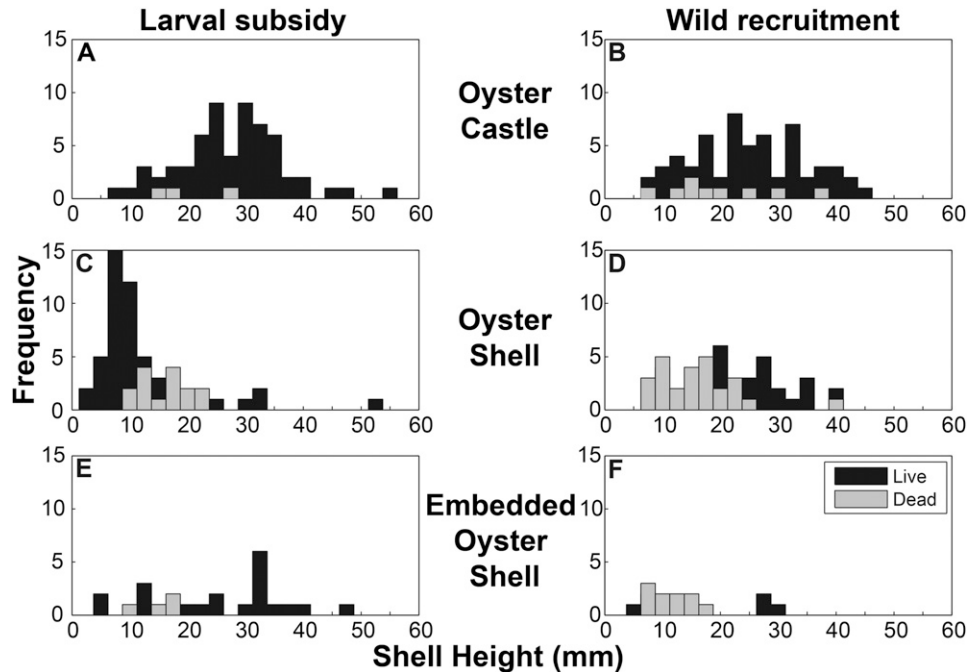 Larval subsidy
Wild recruitment
A
15
10
5
0
0 10 20 30 40 50 60
Oyster
Castle
B
15
10
5
0
0 10 20 30 40 50 60
Frequency
C
15
10
5
0
0 10 20 30 40 50 60
Oyster
Shell
D
15
10
5
0
0 10 20 30 40 50 60
E
15
10
5
0
0 10 20 30 40 50 60
Embedded
Oyster
Shell
F
15
10
5
0
0 10 20 30 40 50 60
Live
Dead
Shell Height (mm)